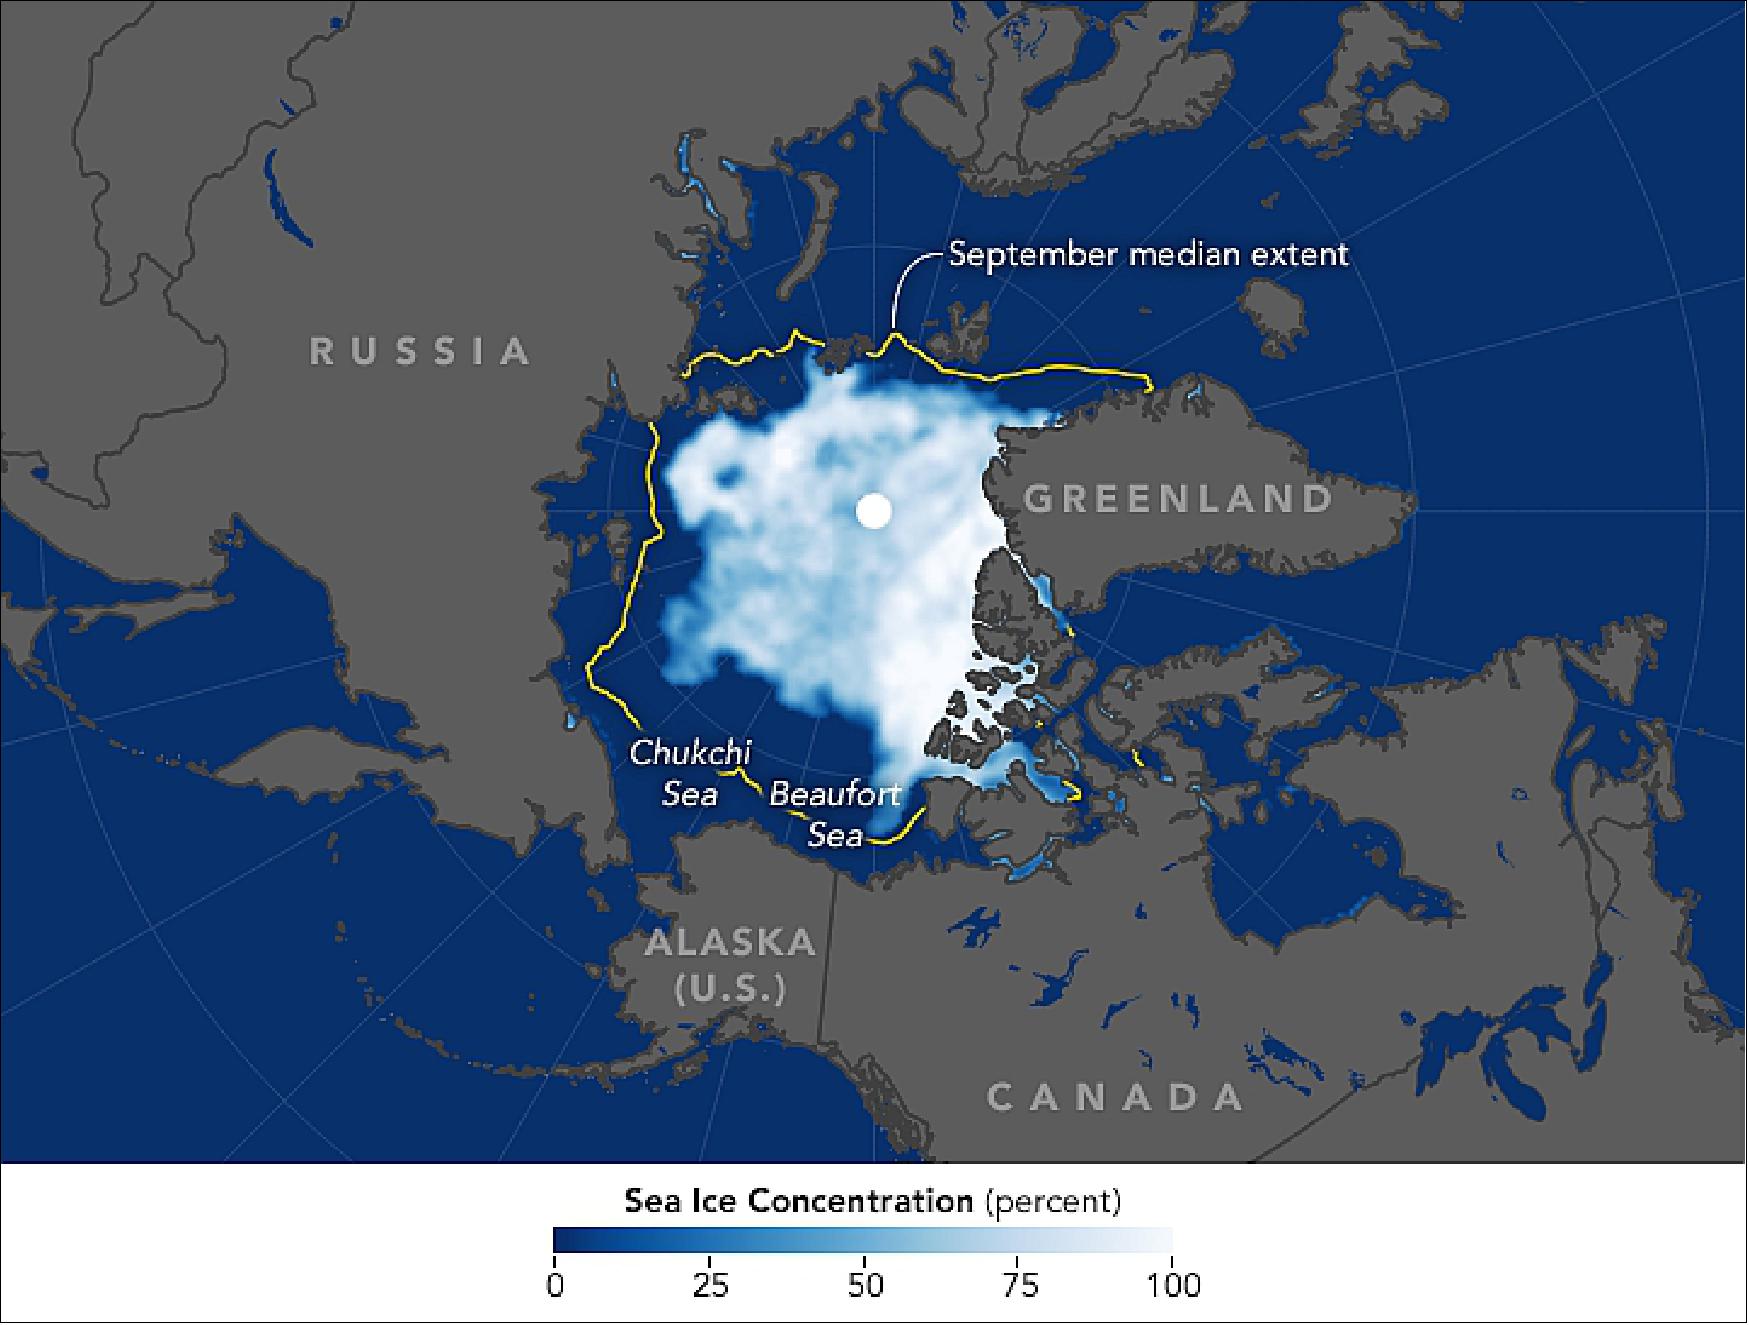 September median extent
RUSSIA
GREENLAND
Chukchi
Sea
Beaufort
Sea
ALASKA
(U.S.)
CANADA
Sea Ice Concentration (percent)
0 25 50 75 100